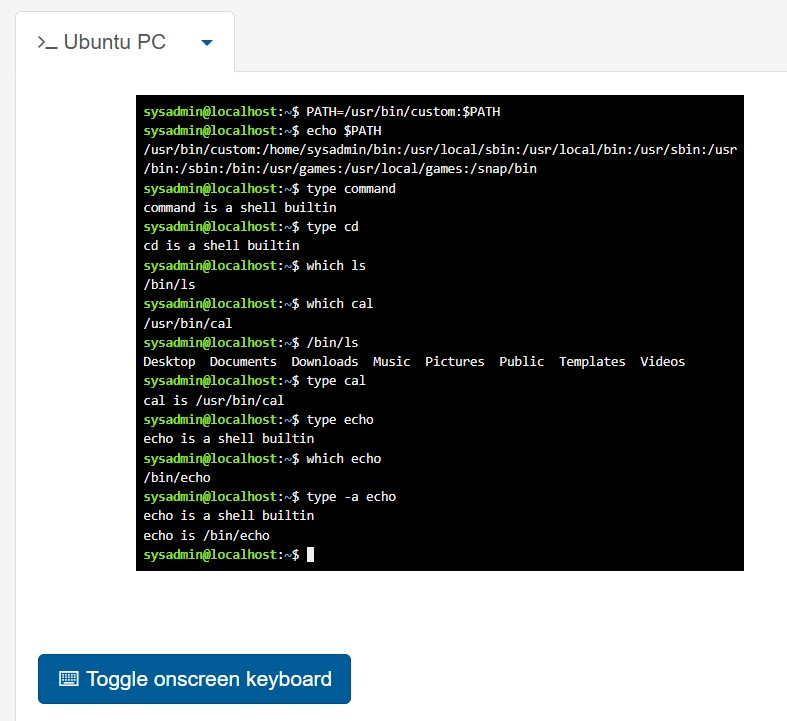 >_ Ubuntu PC
sysadmin@localhost:~$ PATH=/usr/bin/custom:$PATH
sysadmin@localhost:~$ echo $PATH
/usr/bin/custom:/home/sysadmin/bin:/usr/local/sbin:/usr/local/bin:/usr/sbin:/usr
/bin:/sbin:/bin:/usr/games:/usr/local/games:/snap/bin
sysadmin@localhost:~$ type command
command is a shell builtin
sysadmin@localhost:~$ type cd
cd is a shell builtin
sysadmin@localhost:~$ which ls
/bin/ls
sysadmin@localhost:~$ which cal
/usr/bin/cal
sysadmin@localhost:~$ /bin/ls
Desktop  Documents  Downloads  Music  Pictures  Public  Templates  Videos
sysadmin@localhost:~$ type cal
cal is /usr/bin/cal
sysadmin@localhost:~$ type echo
echo is a shell builtin
sysadmin@localhost:~$ which echo
/bin/echo
sysadmin@localhost:~$ type -a echo
echo is a shell builtin
echo is /bin/echo
sysadmin@localhost:~$
Toggle onscreen keyboard